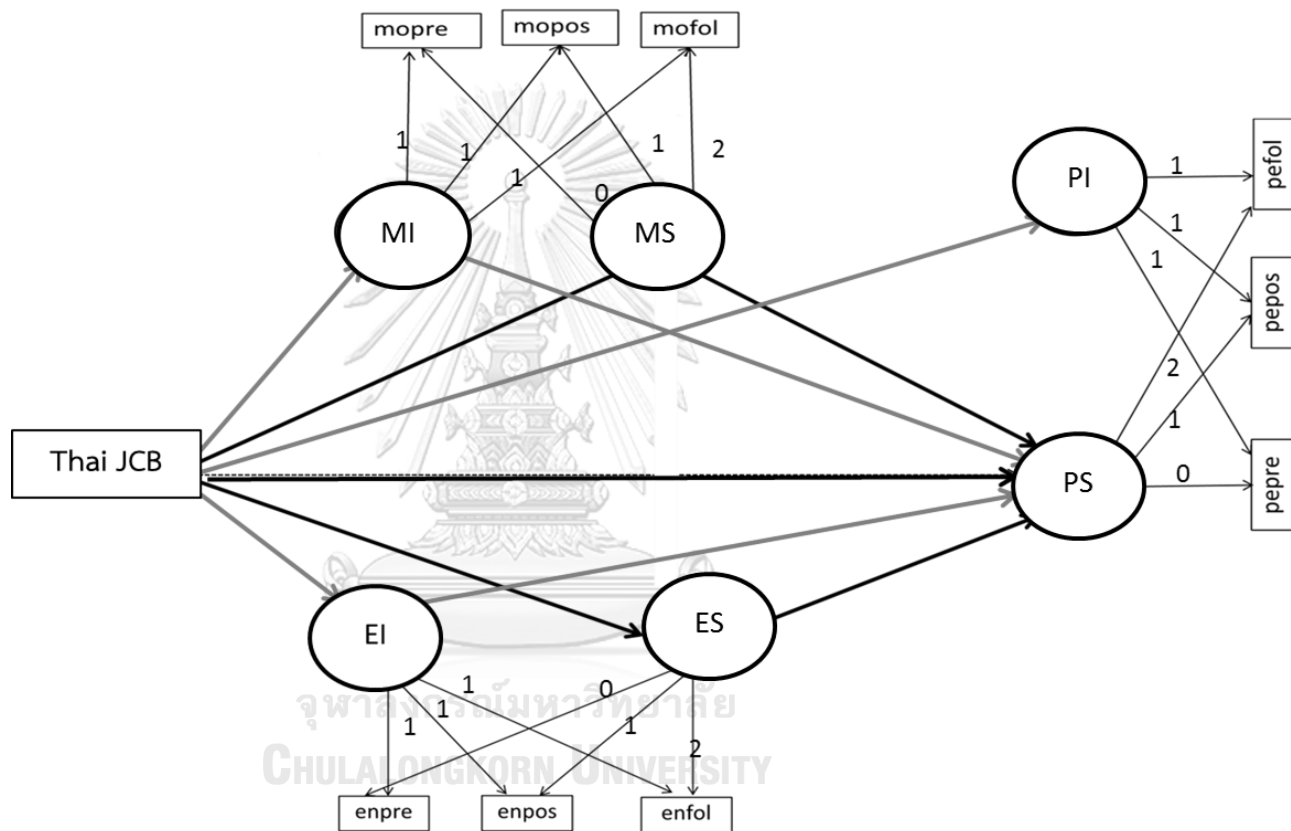 mopre
mopos
mofol
1
1
1
0
1
2
MI
MS
PI
1
1
1
pefol
pepos
2
1
0
pepre
Thai JCB
PS
EI
ES
1
1
1
0
1
2
จุฬาลงกรณ์มหาวิทยาลัย
CHULALONGKORN UNIVERSITY
enpre
enpos
enfol